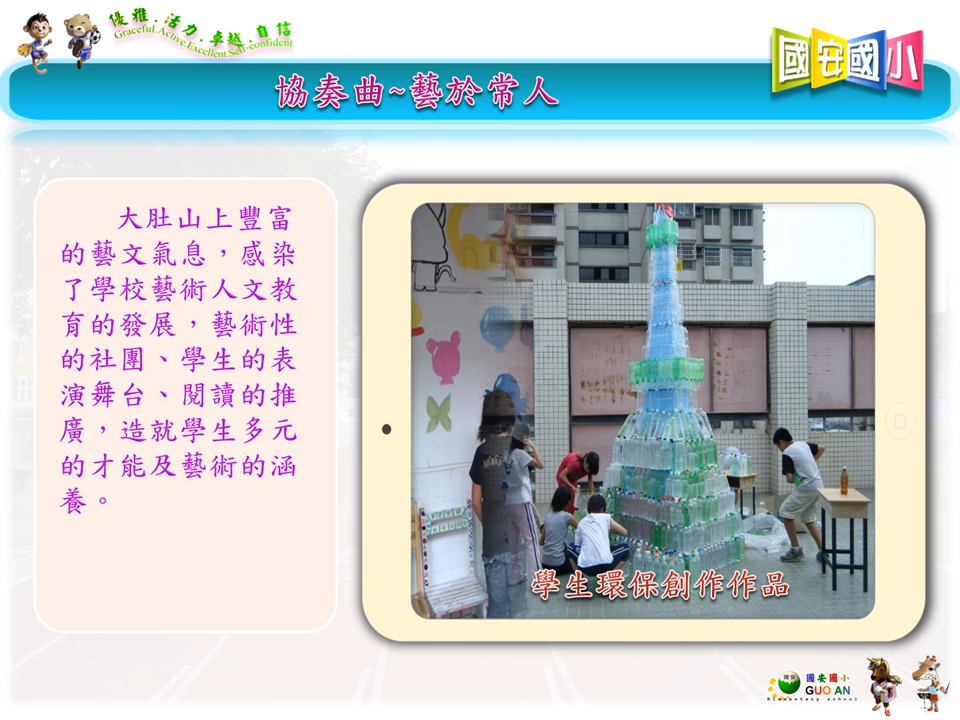 優雅.活力.卓越.自信
Graceful.Active.Excellent.Self-confident
國安國小
協奏曲~藝於常人
大肚山上豐富
的藝文氣息，感染
了學校藝術人文教
育的發展，藝術性
的社團、學生的表
演舞台、閱讀的推
廣，造就學生多元
的才能及藝術的涵
養。
學生環保創作作品
國安國小
GUO AN
Elementary school